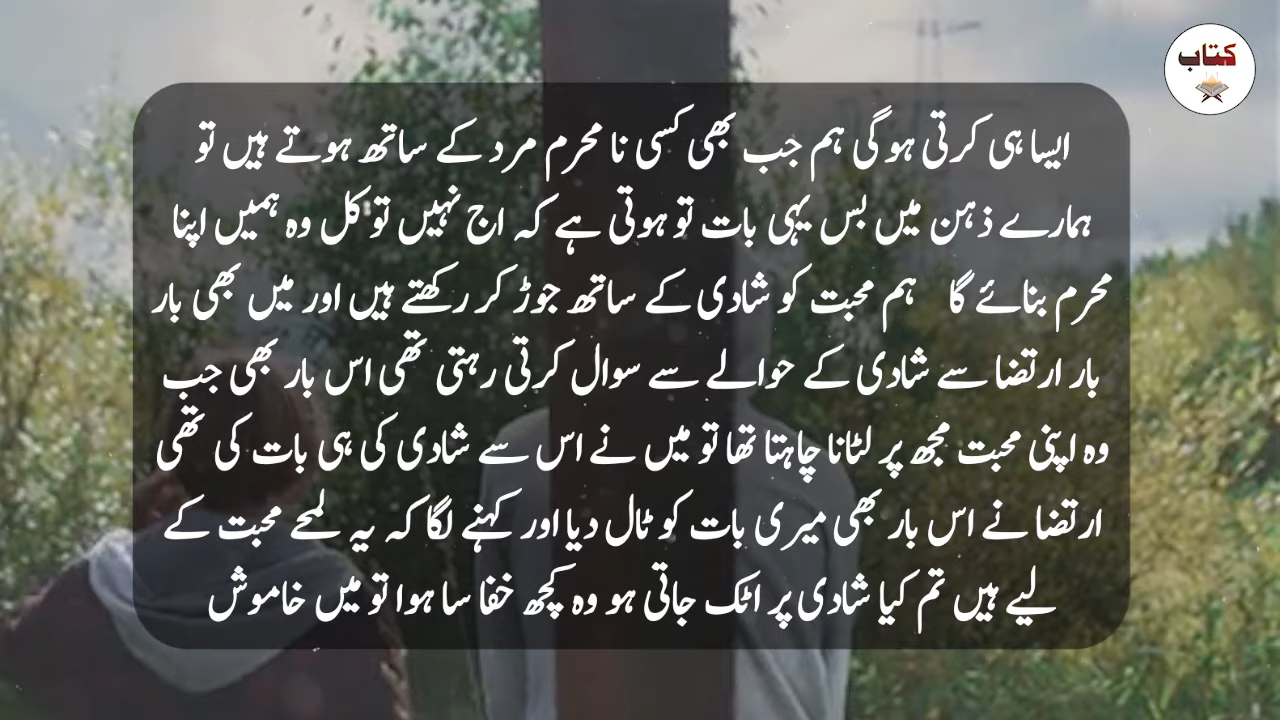 کتاب
ایسا ہی کرتی ہوگی ہم جب بھی کسی نا محرم مرد کے ساتھ ہوتے ہیں تو
ہمارے ذہن میں بس یہی بات تو ہوتی ہے کہ اج نہیں تو کل وہ ہمیں اپنا
محرم بنائے گا ہم محبت کو شادی کے ساتھ جوڑ کر رکھتے ہیں اور میں بھی بار
بار ارتضا سے شادی کے حوالے سے سوال کرتی رہتی تھی اس بار بھی جب
وہ اپنی محبت مجھ پر لٹانا چاہتا تھا تو میں نے اس سے شادی کی ہی بات کی تھی
ارتضا نے اس بار بھی میری بات کو ٹال دیا اور کہنے لگا کہ یہ لمحے محبت کے
لیے ہیں تم کیا شادی پر اٹک جاتی ہو وہ کچھ خفا سا ہوا تو میں خاموش